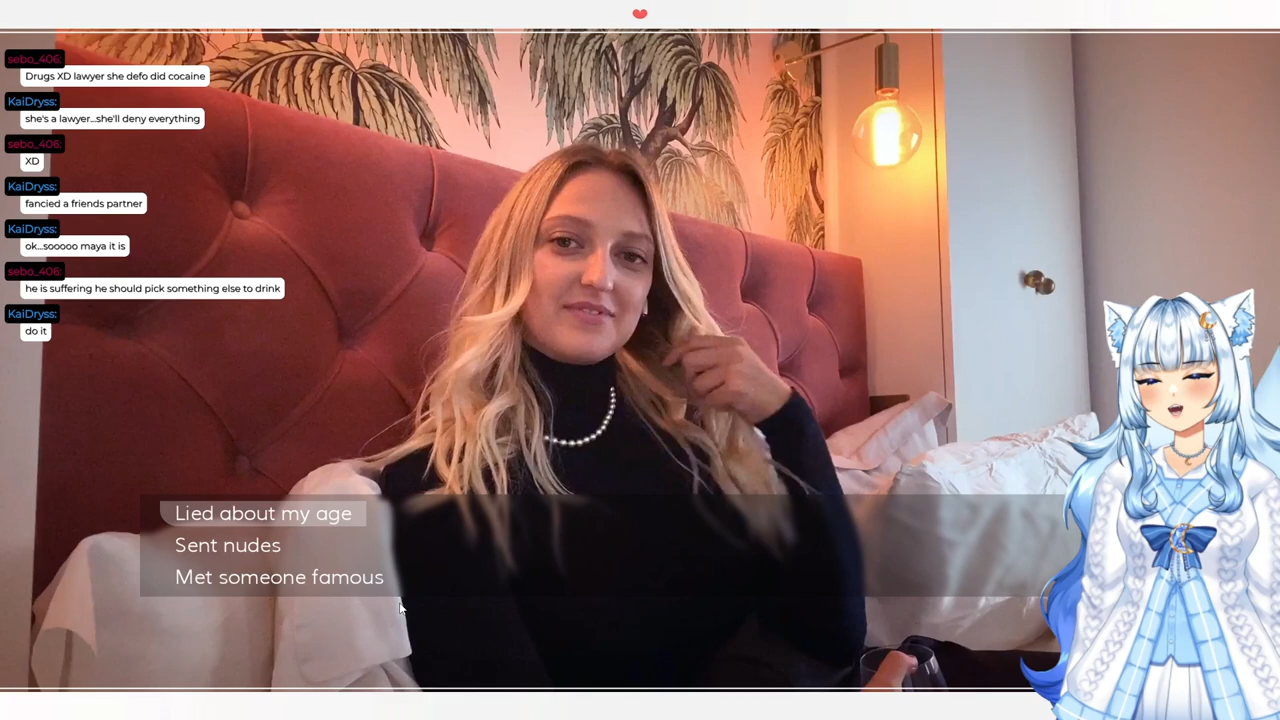 sebo_406:
Drugs XD lawyer she defo did cocaine
KaiDryss:
she's a lawyer...she'll deny everything
sebo_406:
XD
KaiDryss:
fancied a friends partner
KaiDryss:
ok...sooooo maya it is
sebo_406:
he is suffering he should pick something else to drink
KaiDryss:
do it
Lied about my age
Sent nudes
Met someone famous